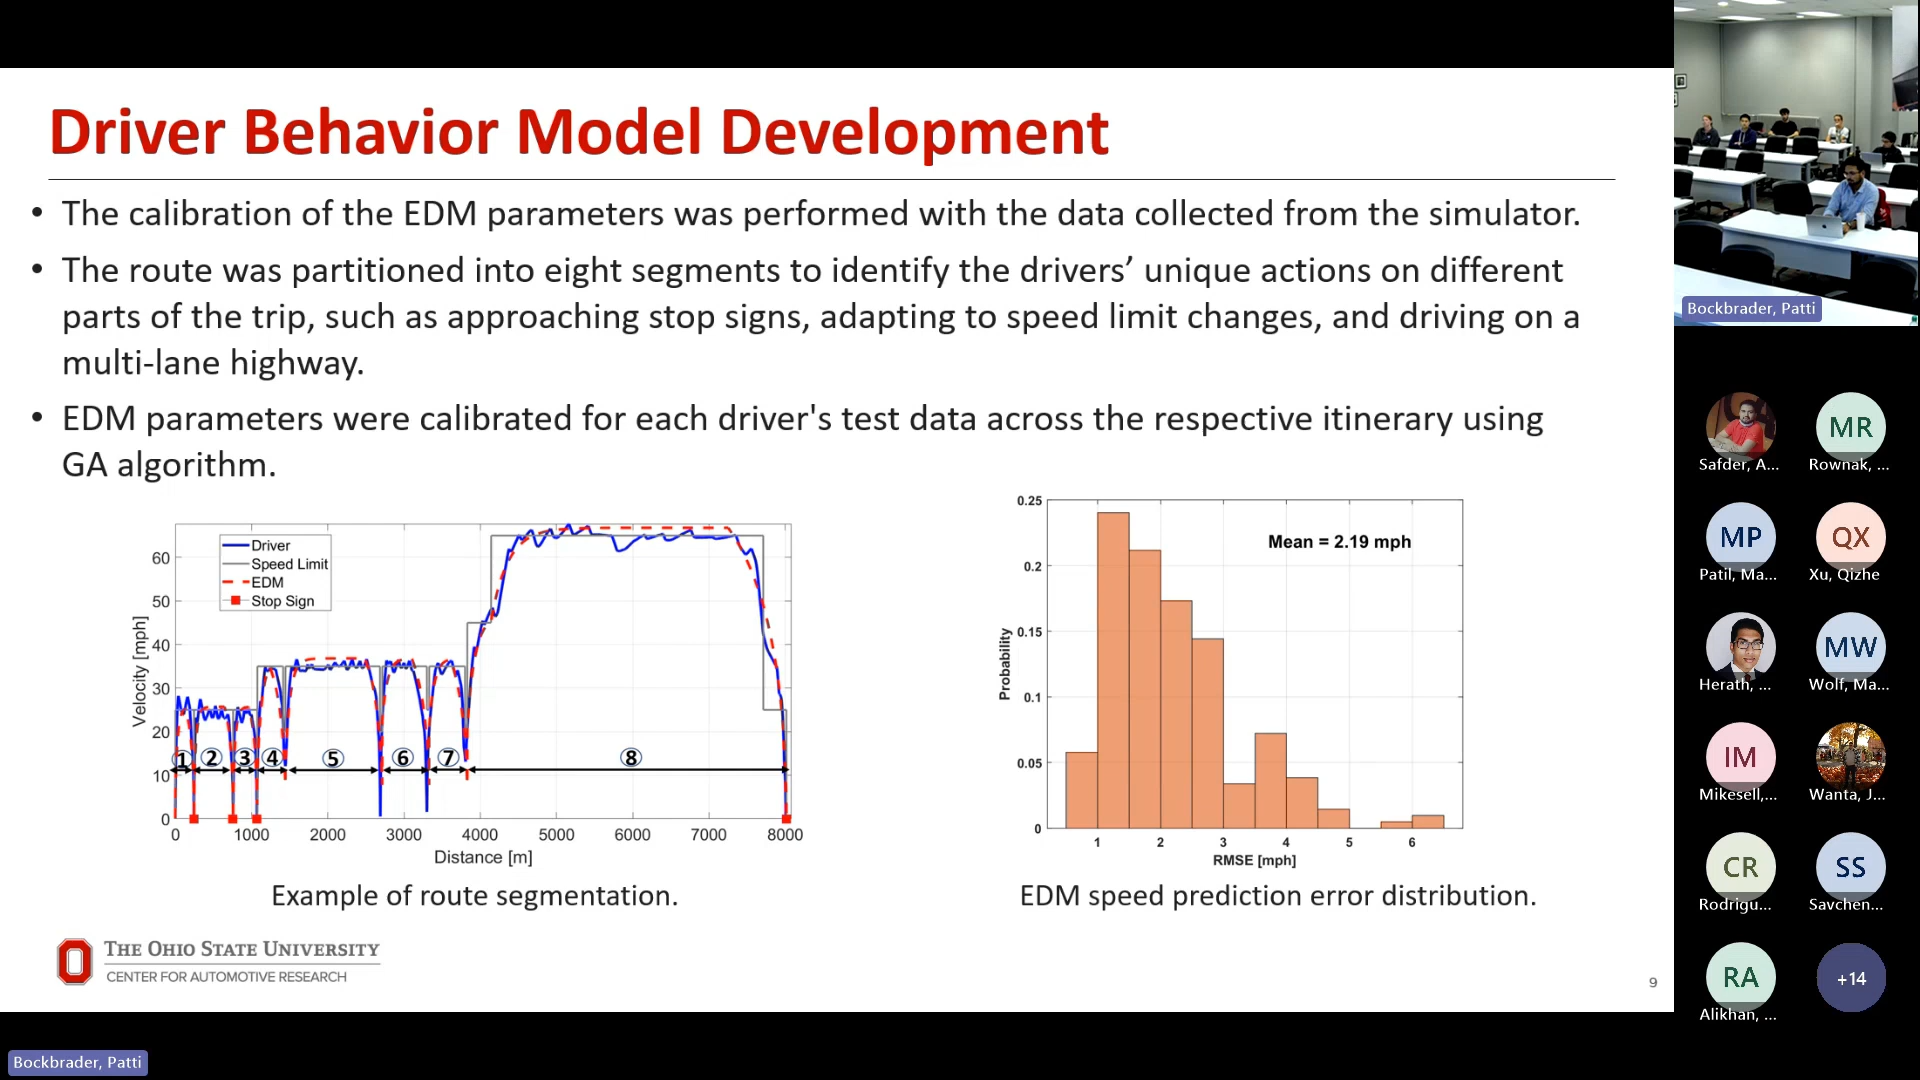 Driver Behavior Model Development
• The calibration of the EDM parameters was performed with the data collected from the simulator.
• The route was partitioned into eight segments to identify the drivers’ unique actions on different
parts of the trip, such as approaching stop signs, adapting to speed limit changes, and driving on a
multi-lane highway.
• EDM parameters were calibrated for each driver's test data across the respective itinerary using
GA algorithm.
Driver
Speed Limit
EDM
Stop Sign
Velocity [mph]
60
50
40
30
20
10
0
1 2 3 4 5 6 7 8
0 1000 2000 3000 4000 5000 6000 7000 8000
Distance [m]
Example of route segmentation.
Mean = 2.19 mph
Probability
0.25
0.2
0.15
0.1
0.05
0
1 2 3 4 5 6
RMSE [mph]
EDM speed prediction error distribution.
THE OHIO STATE UNIVERSITY
CENTER FOR AUTOMOTIVE RESEARCH
9
Bockbrader, Patti
Safder, A...
MR
Rownak, ...
MP
Patil, Ma...
QX
Xu, Qizhe
Herath, ...
MW
Wolf, Ma...
IM
Mikesell,...
Wanta, J...
CR
Rodrigu...
SS
Savchen...
RA
Alikhan, ...
+14
Bockbrader, Patti